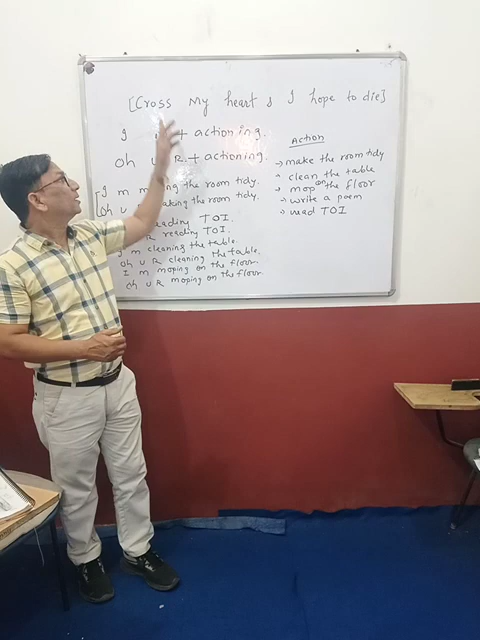 [Cross My heart & I hope to die]
I + actioning.
Oh U R. + actioning.
I m m ing the room tidy.
Oh U R. aking the room tidy.
reading TOI.
R reading TOI.
I m cleaning the table.
Oh U R cleaning the table.
I m moping on the floor.
Oh U R moping on the floor.
Action
→ make the room tidy
→ clean the table
→ mop on the floor
→ write a poem
→ read TOI